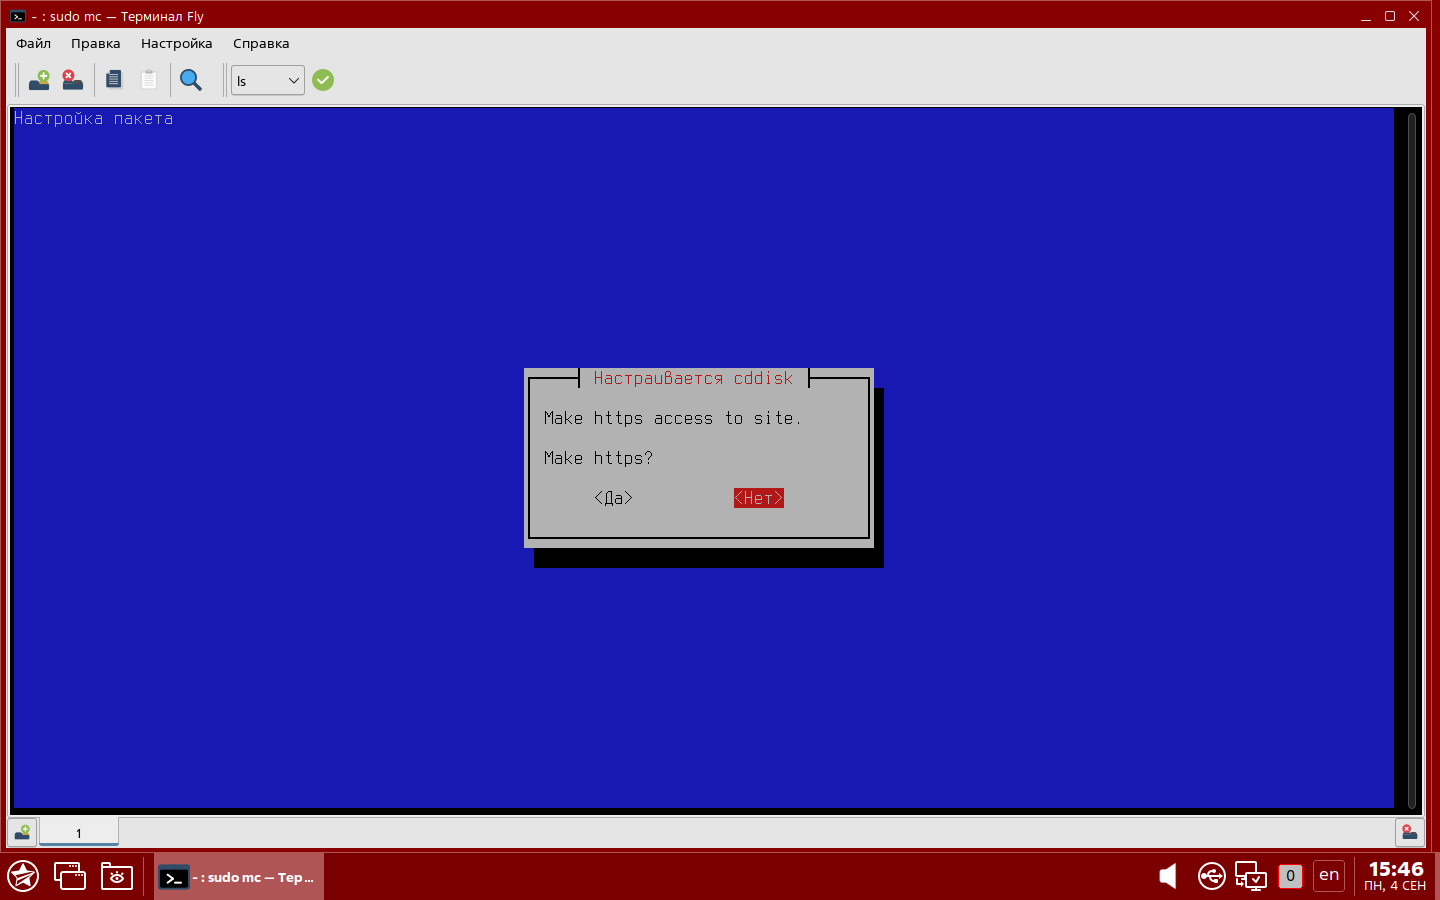 - : sudo mc — Терминал Fly
Файл Правка Настройка Справка
ls
Настройка пакета
Настраивается cddisk
Make https access to site.
Make https?
<Да> <Нет>
1
- : sudo mc — Тер...
0
en
15:46
ПН, 4 СЕН